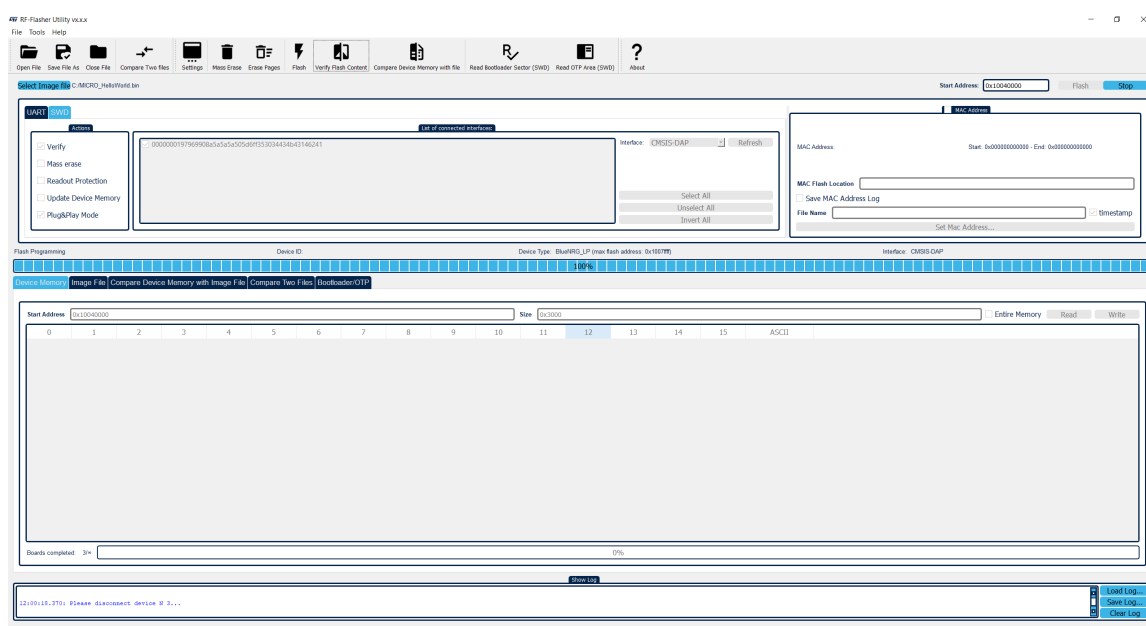 RF-Flasher Utility vx.x.x
File Tools Help
Open File Save File As Close File Compare Two files Settings Mass Erase Erase Pages Flash Verify Flash Content Compare Device Memory with file Read Bootloader Sector (SWD) Read OTP Area (SWD) About
Select Image file C:/MICRO_HelloWorld.bin Start Address: 0x10040000 Flash Stop
UART SWD MAC Address
Actions List of connected interfaces:
Verify Interface: CMSIS-DAP Refresh
MAC Address: Start: 0x000000000000 - End: 0x000000000000
Mass erase
Readout Protection
MAC Flash Location
Update Device Memory Select All Save MAC Address Log
Plug&Play Mode Unselect All File Name timestamp
Invert All Set Mac Address...
Flash Programming Device ID: Device Type: BlueNRG_LP (max flash address: 0x1007ffff) Interface: CMSIS-DAP
100%
Device Memory Image File Compare Device Memory with Image File Compare Two Files Bootloader/OTP
Start Address 0x10040000 Size 0x3000 Entire Memory Read Write
0 1 2 3 4 5 6 7 8 9 10 11 12 13 14 15 ASCII
Boards completed: 3/∞ 0%
Show Log
12:00:18.370: Please disconnect device N 3...
Load Log...
Save Log...
Clear Log